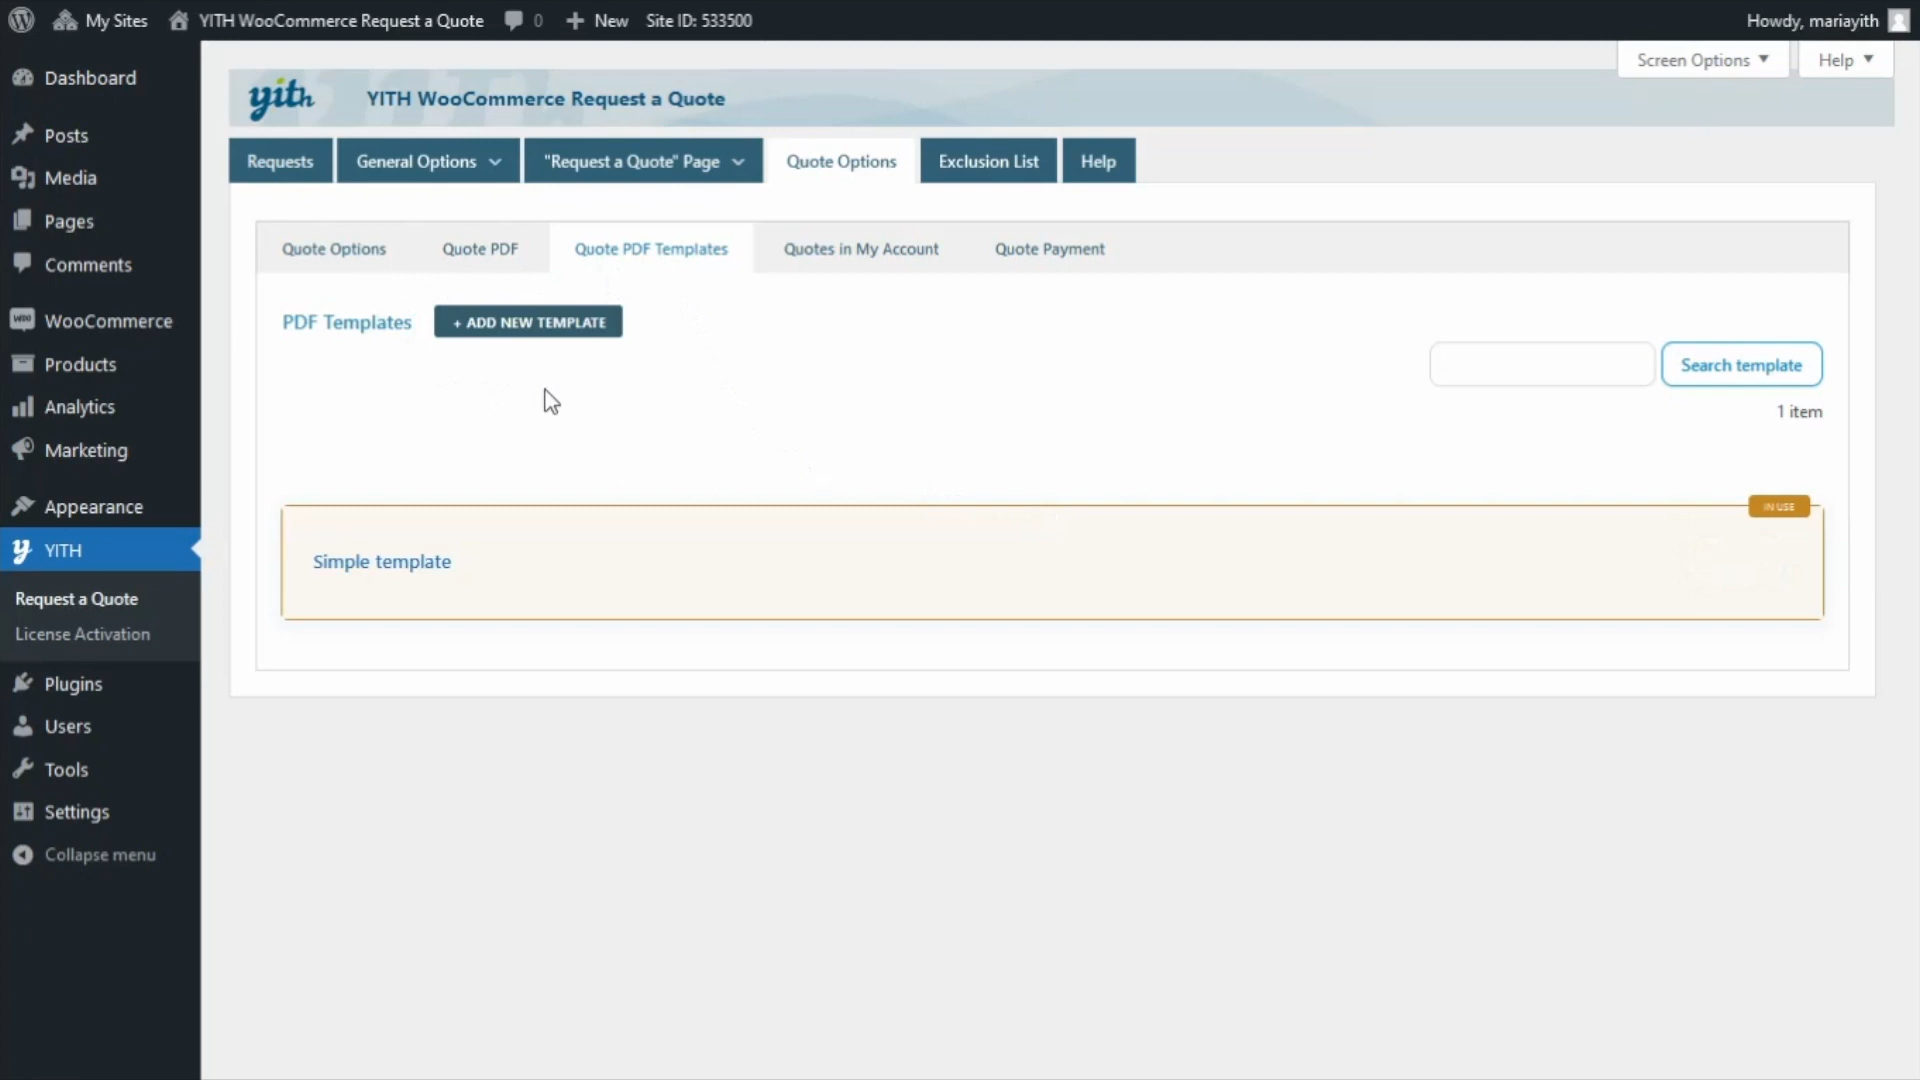 My Sites
YITH WooCommerce Request a Quote
0
New
Site ID: 533500
Howdy, mariayith
Screen Options
Help
Dashboard
Posts
Media
Pages
Comments
WooCommerce
Products
Analytics
Marketing
Appearance
YITH
Request a Quote
License Activation
Plugins
Users
Tools
Settings
Collapse menu
yith
YITH WooCommerce Request a Quote
Requests
General Options
"Request a Quote" Page
Quote Options
Exclusion List
Help
Quote Options
Quote PDF
Quote PDF Templates
Quotes in My Account
Quote Payment
PDF Templates
+ ADD NEW TEMPLATE
Search template
1 item
IN USE
Simple template